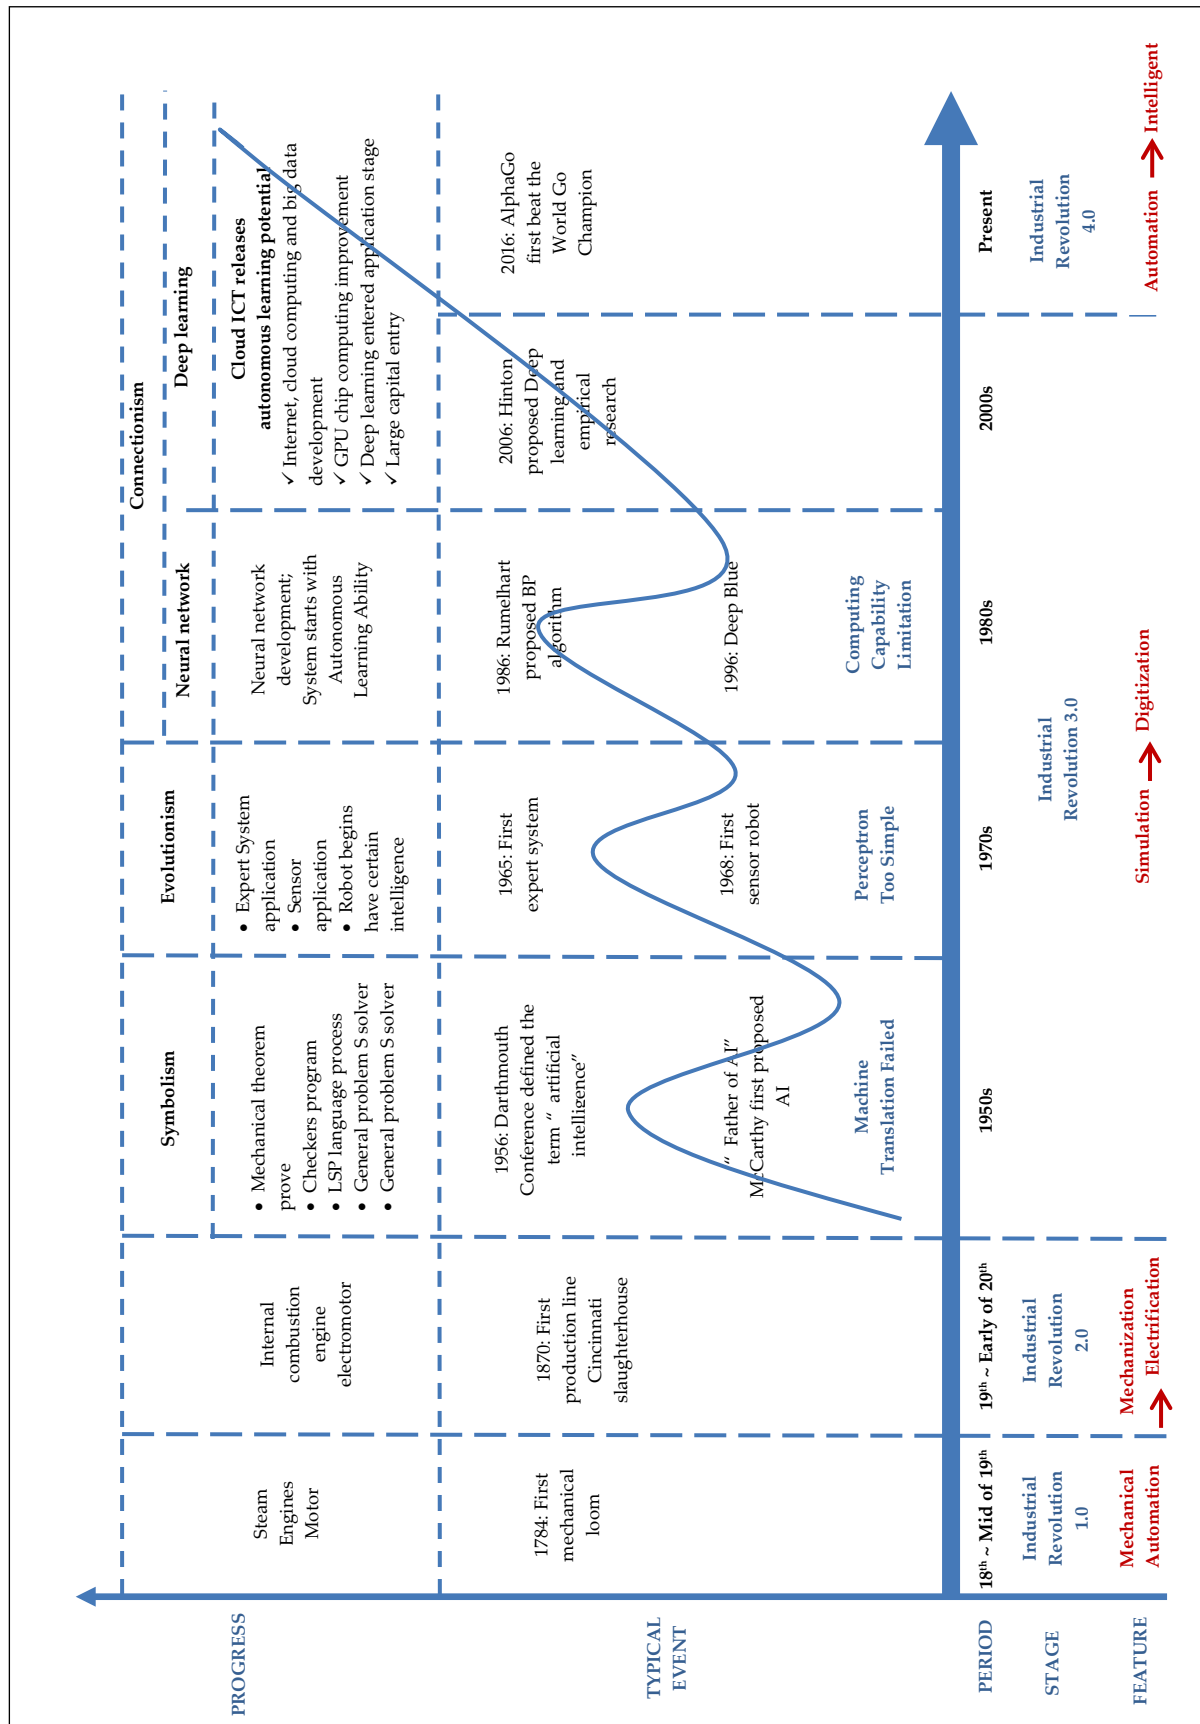 PROGRESS
Steam
Engines
Motor
Internal
combustion
engine
electromotor
Symbolism
• Mechanical theorem
prove
• Checkers program
• LSP language process
• General problem S solver
• General problem S solver
Evolutionism
• Expert System
application
• Sensor
application
• Robot begins
have certain
intelligence
Connectionism
Neural network
Neural network
development;
System starts with
Autonomous
Learning Ability
Deep learning
Cloud ICT releases
autonomous learning potential
✓ Internet, cloud computing and big data
development
✓ GPU chip computing improvement
✓ Deep learning entered application stage
✓ Large capital entry
TYPICAL
EVENT
1784: First
mechanical
loom
1870: First
production line
Cincinnati
slaughterhouse
1956: Darthmouth
Conference defined the
term “ artificial
intelligence”
“ Father of AI”
McCarthy first proposed
AI
Machine
Translation Failed
1965: First
expert system
1968: First
sensor robot
Perceptron
Too Simple
1986: Rumelhart
proposed BP
algorithm
1996: Deep Blue
Computing
Capability
Limitation
2006: Hinton
proposed Deep
learning and
empirical
research
2016: AlphaGo
first beat the
World Go
Champion
PERIOD
18th ~ Mid of 19th
19th ~ Early of 20th
1950s
1970s
1980s
2000s
Present
STAGE
Industrial
Revolution
1.0
Industrial
Revolution
2.0
Industrial
Revolution 3.0
Industrial
Revolution
4.0
FEATURE
Mechanical
Automation
Mechanization
→ Electrification
Simulation → Digitization
Automation → Intelligent